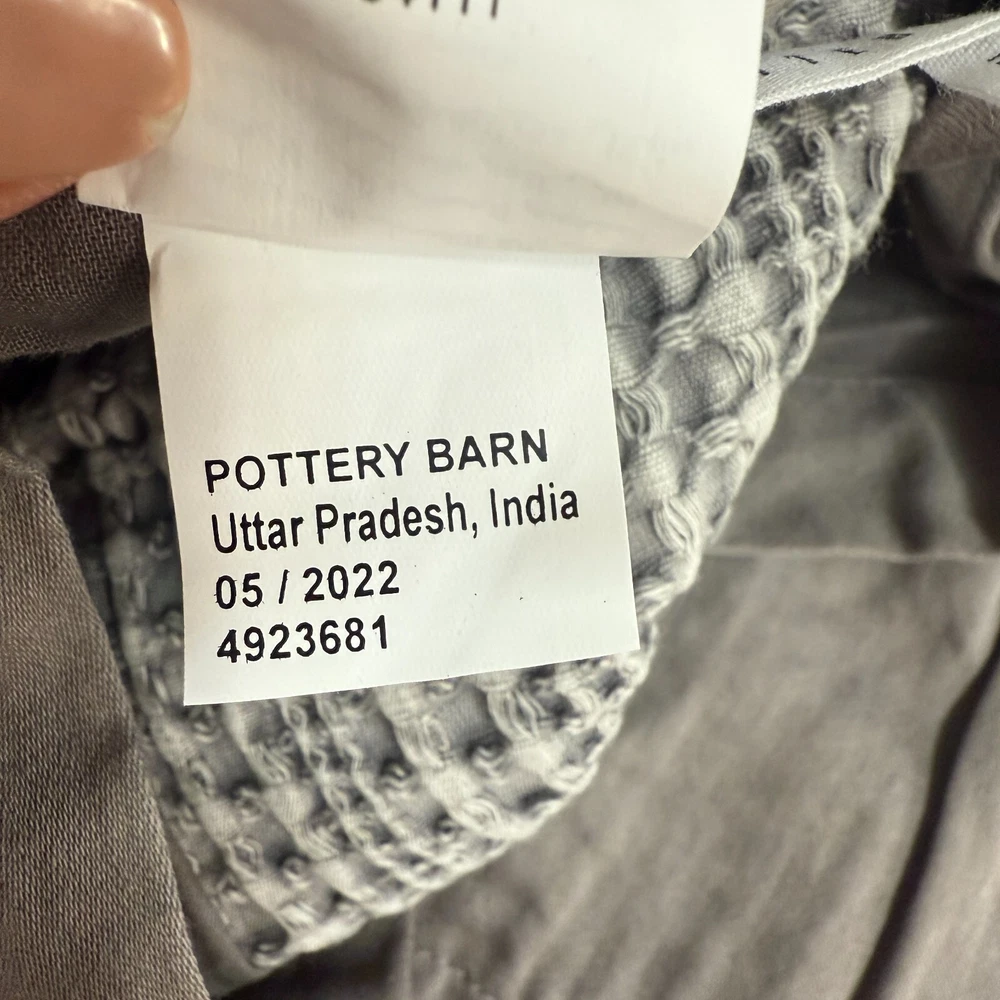 POTTERY BARN
Uttar Pradesh, India
05 / 2022
4923681